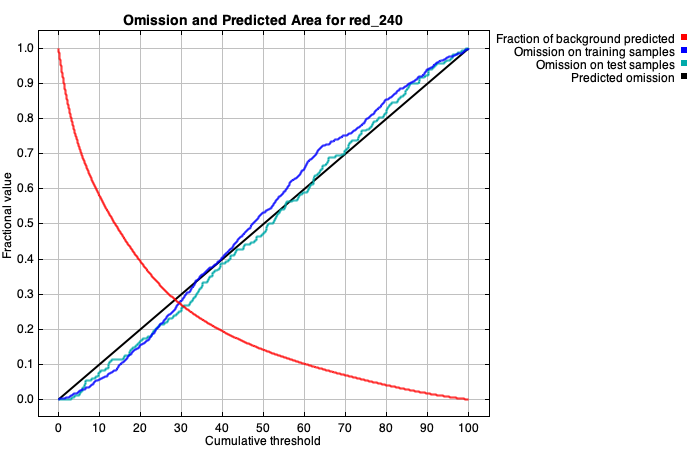 Omission and Predicted Area for red_240
Fraction of background predicted
Omission on training samples
Omission on test samples
Predicted omission
Fractional value
1.0
0.9
0.8
0.7
0.6
0.5
0.4
0.3
0.2
0.1
0.0
0 10 20 30 40 50 60 70 80 90 100
Cumulative threshold